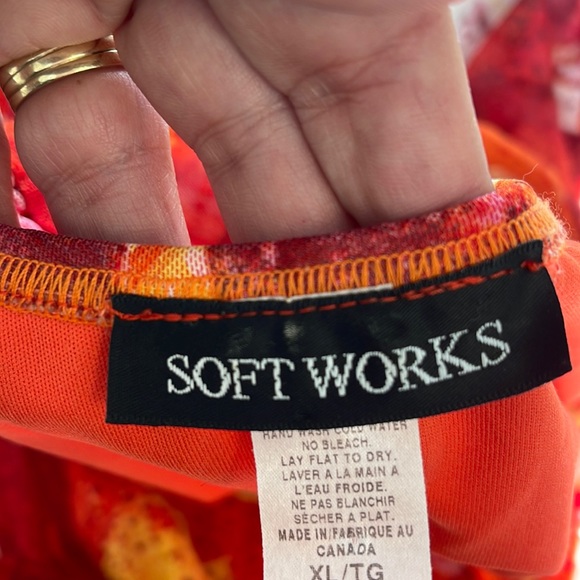 SOFT WORKS
HAND WASH COLD WATER
NO BLEACH.
LAY FLAT TO DRY.
LAVER A LA MAIN A
L'EAU FROIDE.
NE PAS BLANCHIR
SÉCHER A PLAT.
MADE IN/FABRIQUE AU
CANADA
XL/TG